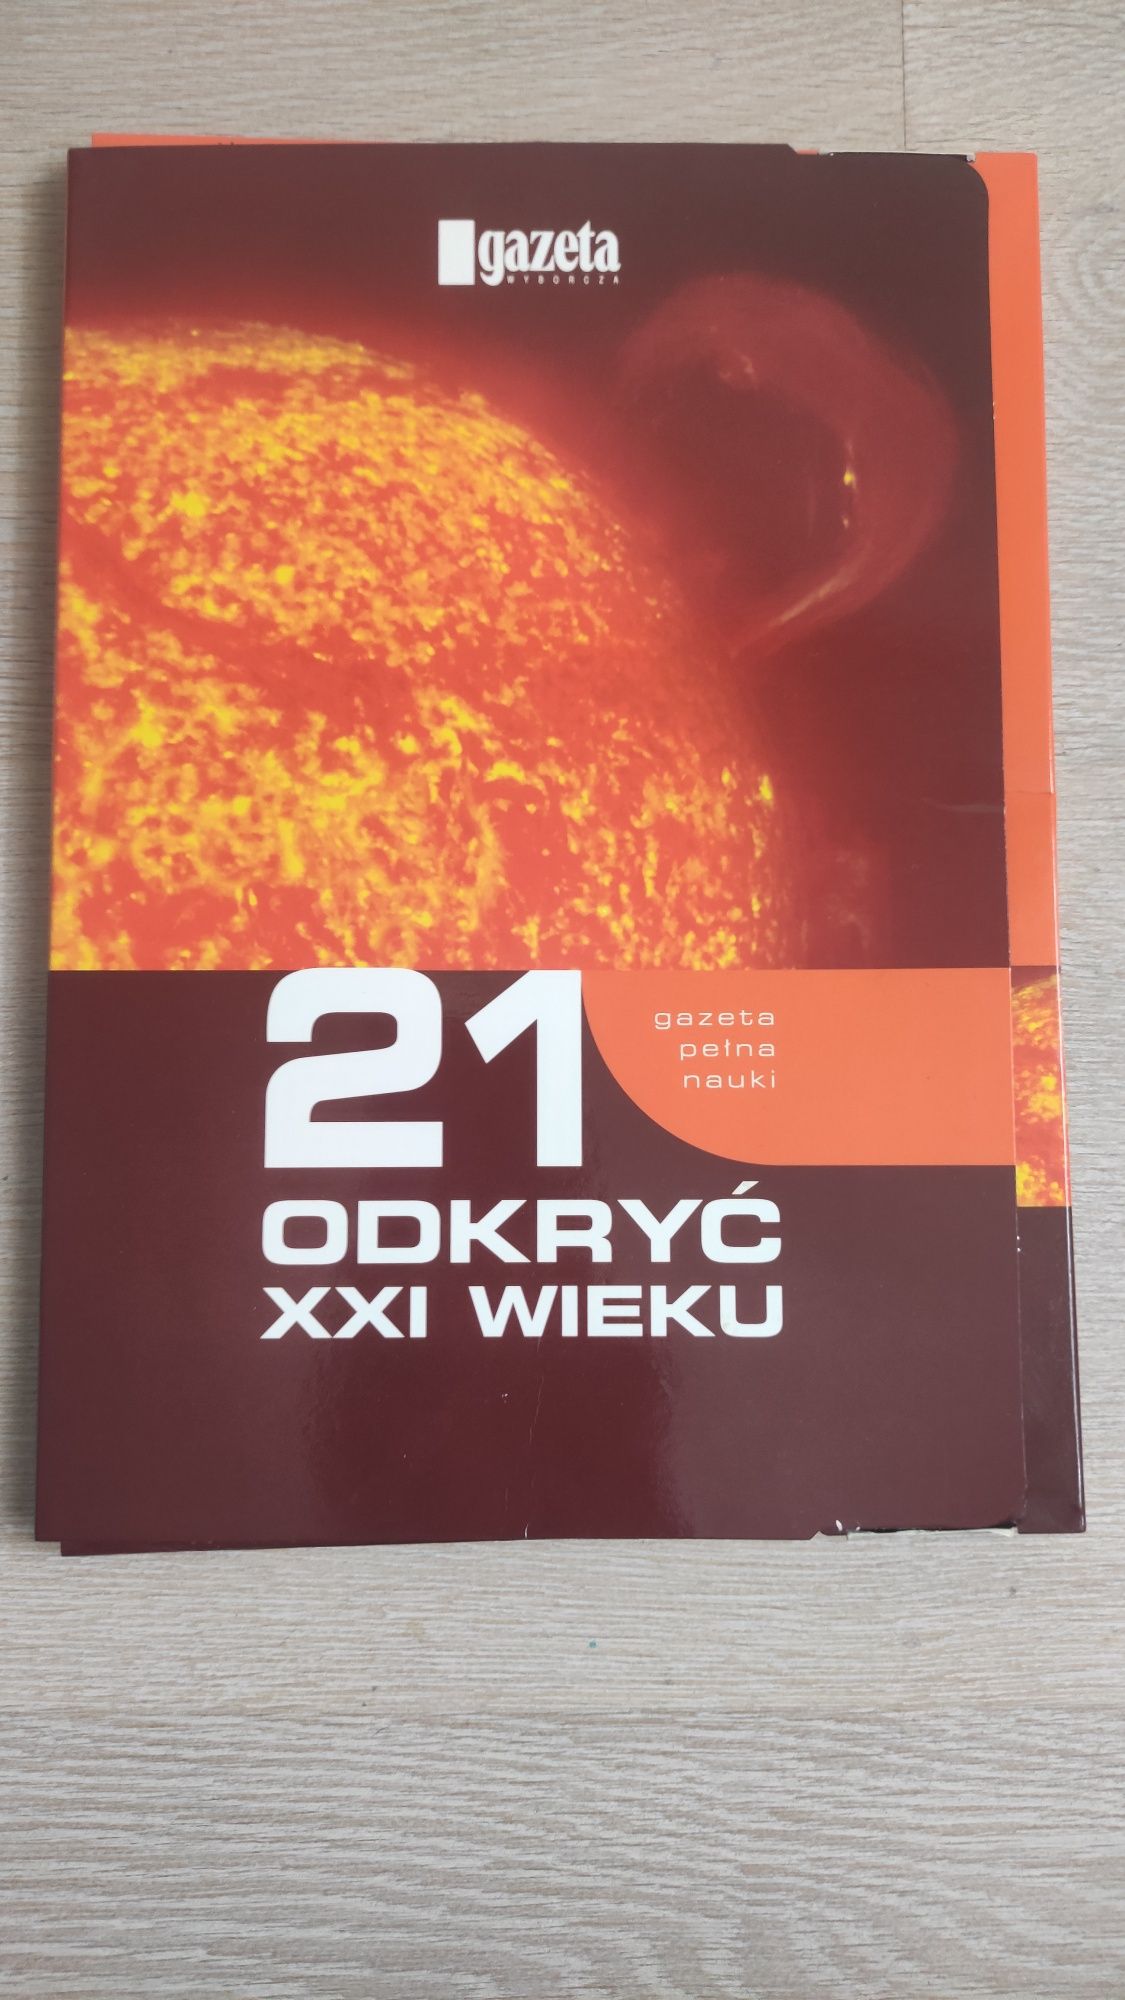 gazeta
WYBORCZA
21
gazeta
pełna
nauki
ODKRYĆ
XXI WIEKU